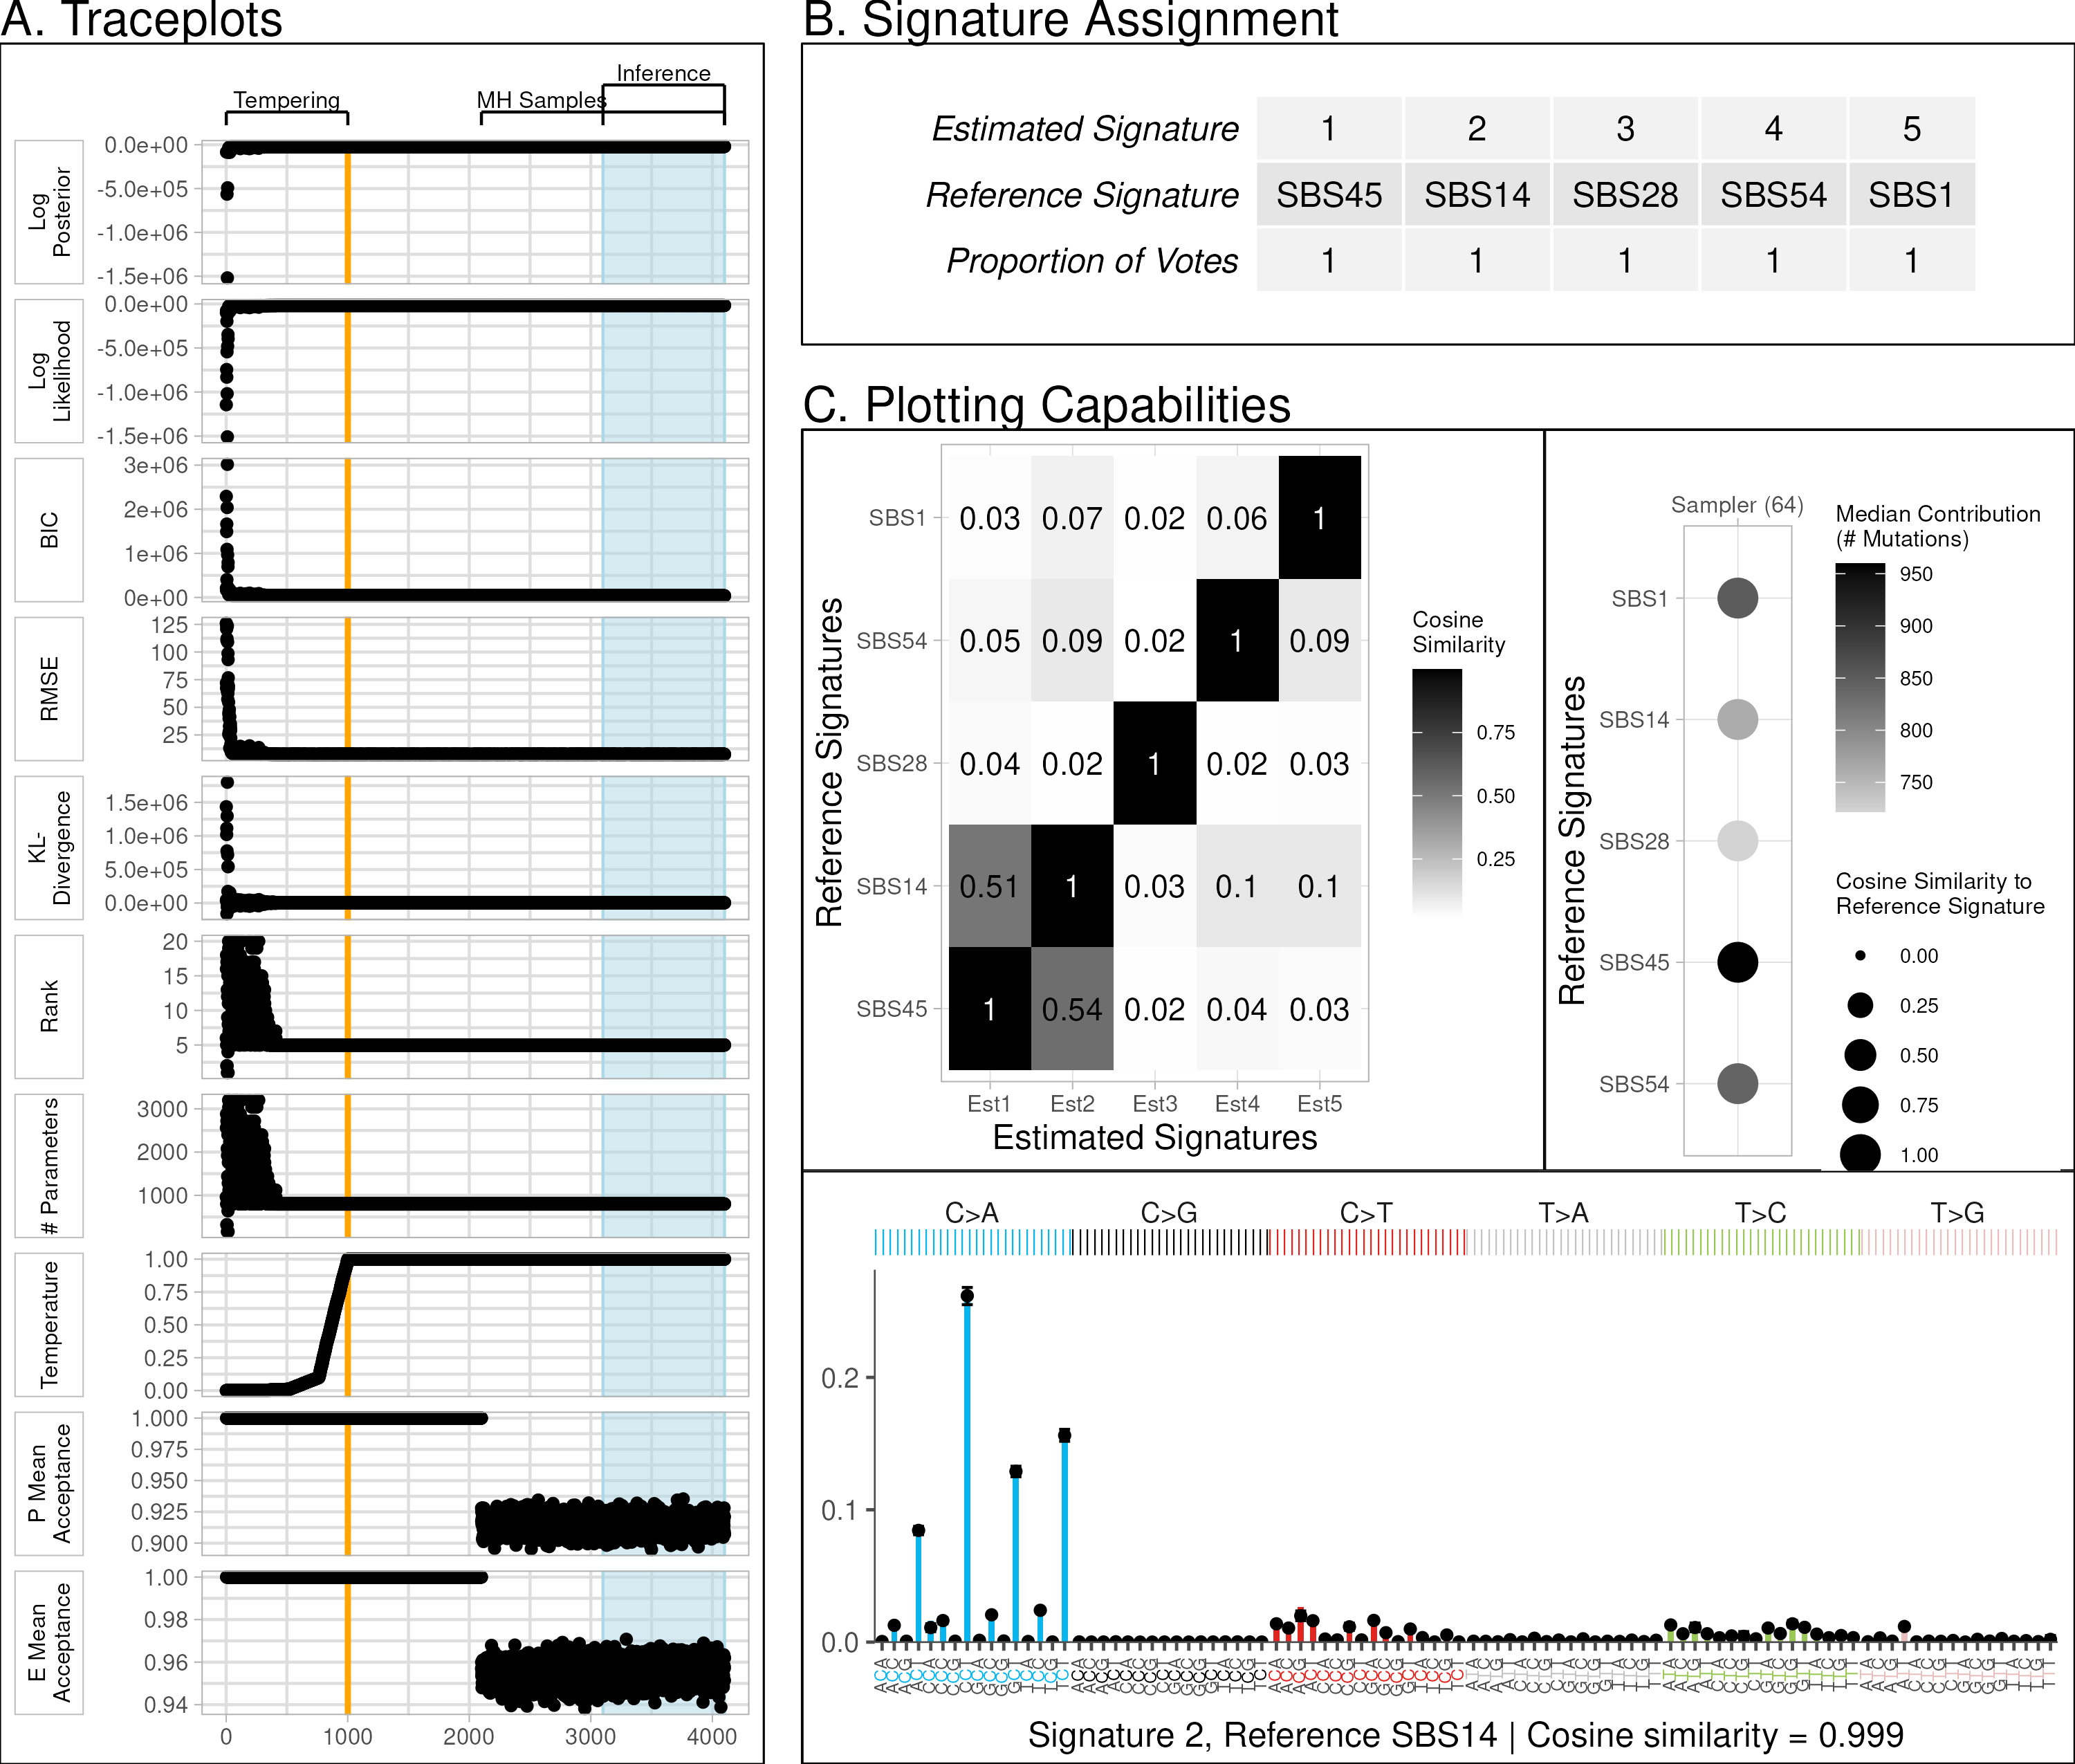 A. Traceplots
Inference
Tempering
MH Samples
Log
Posterior
0.0e+00
-5.0e+05
-1.0e+06
-1.5e+06
Log
Likelihood
0.0e+00
-5.0e+05
-1.0e+06
-1.5e+06
BIC
3e+06
2e+06
1e+06
0e+00
RMSE
125
100
75
50
25
KL-
Divergence
1.5e+06
1.0e+06
5.0e+05
0.0e+00
Rank
20
15
10
5
# Parameters
3000
2000
1000
Temperature
1.00
0.75
0.50
0.25
0.00
P Mean
Acceptance
1.000
0.975
0.950
0.925
0.900
E Mean
Acceptance
1.00
0.98
0.96
0.94
0 1000 2000 3000 4000
B. Signature Assignment
Estimated Signature 1 2 3 4 5
Reference Signature SBS45 SBS14 SBS28 SBS54 SBS1
Proportion of Votes 1 1 1 1 1
C. Plotting Capabilities
Reference Signatures
SBS1 0.03 0.07 0.02 0.06 1
SBS54 0.05 0.09 0.02 1 0.09
SBS28 0.04 0.02 1 0.02 0.03
SBS14 0.51 1 0.03 0.1 0.1
SBS45 1 0.54 0.02 0.04 0.03
Est1 Est2 Est3 Est4 Est5
Estimated Signatures
Cosine
Similarity
0.75
0.50
0.25
Sampler (64)
Reference Signatures
SBS1
SBS14
SBS28
SBS45
SBS54
Median Contribution
(# Mutations)
950
900
850
800
750
Cosine Similarity to
Reference Signature
0.00
0.25
0.50
0.75
1.00
C>A C>G C>T T>A T>C T>G
0.2
0.1
0.0
Signature 2, Reference SBS14 | Cosine similarity = 0.999